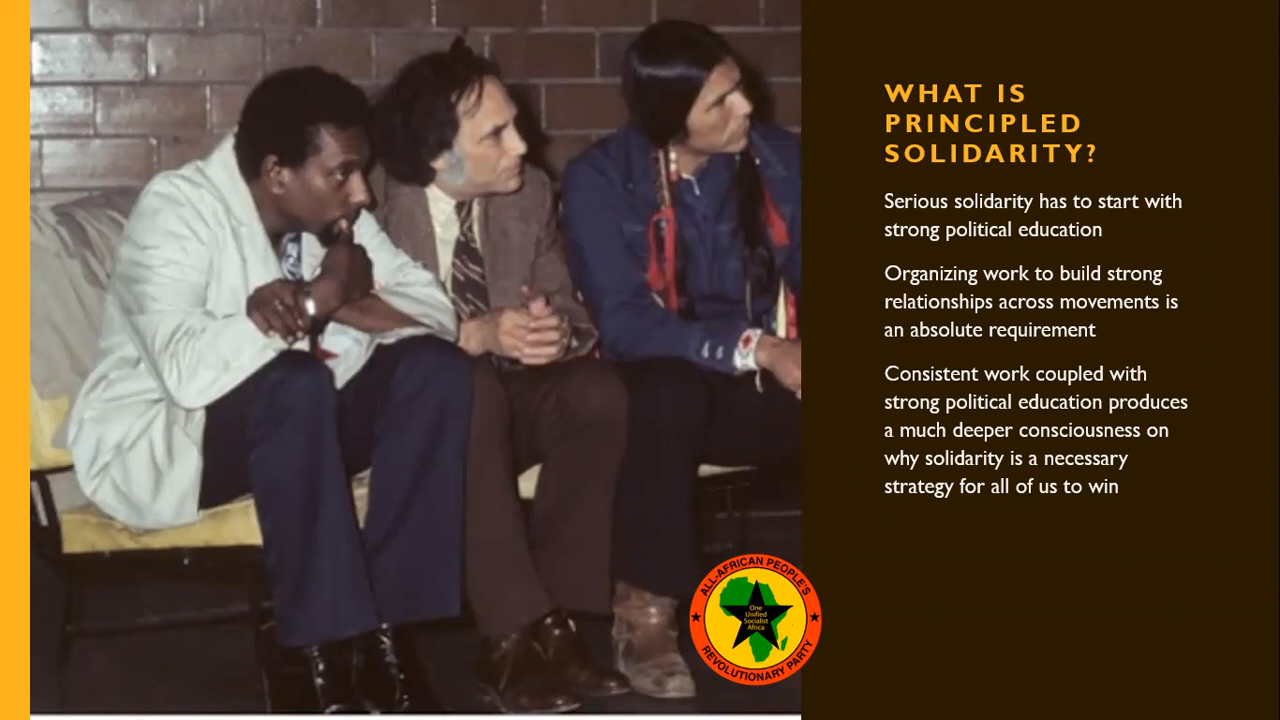 WHAT IS
PRINCIPLED
SOLIDARITY?
Serious solidarity has to start with
strong political education
Organizing work to build strong
relationships across movements is
an absolute requirement
Consistent work coupled with
strong political education produces
a much deeper consciousness on
why solidarity is a necessary
strategy for all of us to win
ALL-AFRICAN PEOPLE'S
One
Unified
Socialist
Africa
REVOLUTIONARY PARTY